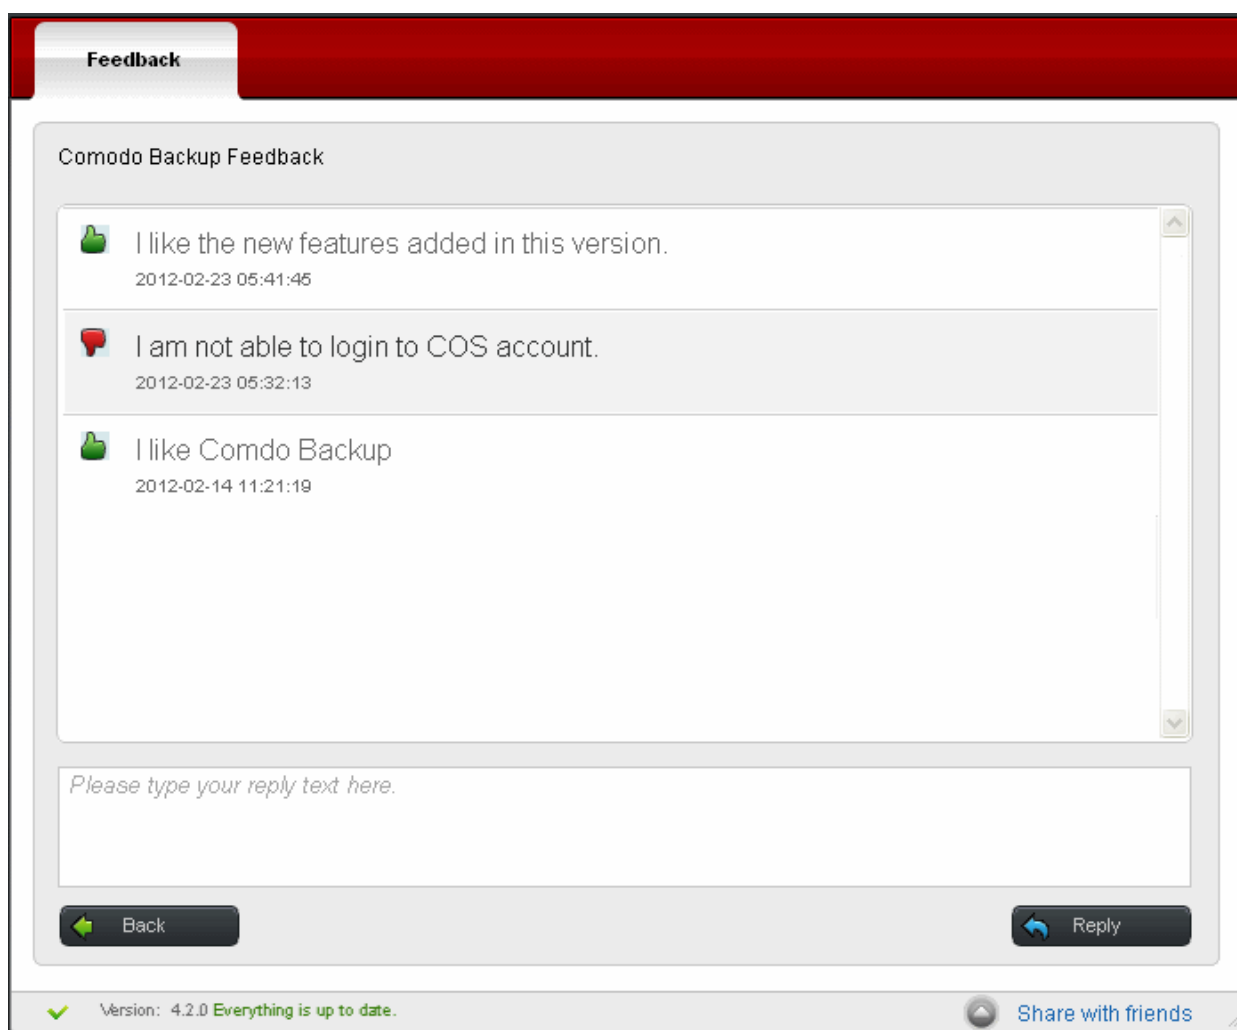 Feedback
Comodo Backup Feedback
I like the new features added in this version.
2012-02-23 05:41:45
I am not able to login to COS account.
2012-02-23 05:32:13
I like Comdo Backup
2012-02-14 11:21:19
Please type your reply text here.
Back
Reply
Version: 4.2.0 Everything is up to date.
Share with friends